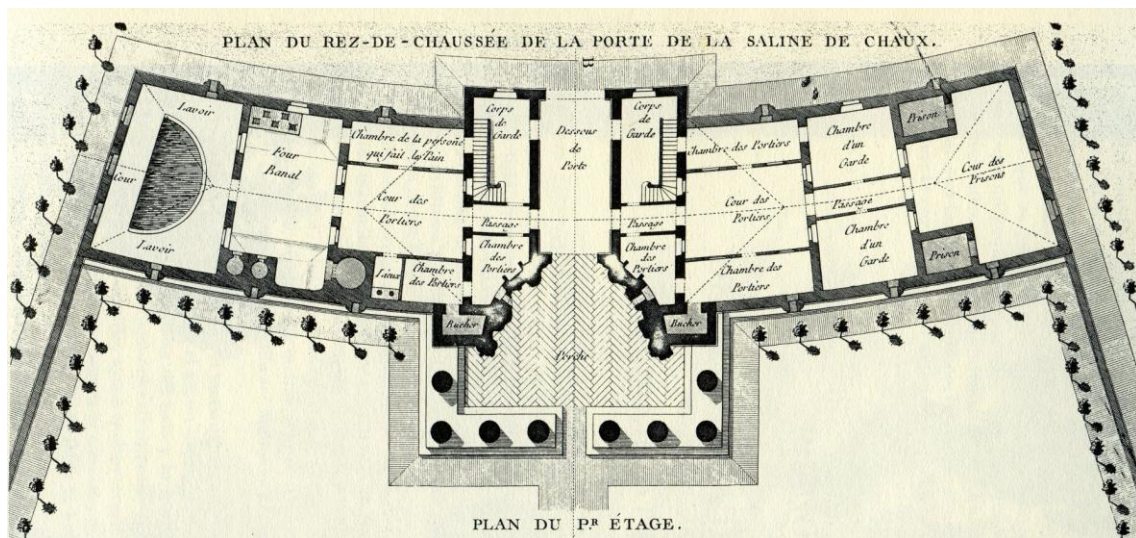 PLAN DU REZ-DE-CHAUSSÉE DE LA PORTE DE LA SALINE DE CHAUX.
B
Lavoir
Cour
Lavoir
Four
Banal
Chambre de la persoñe
qui fait le Pain
Cour des
Portiers
Lieux
Chambre
des Portiers
Corps
de
Garde
Passage
Chambre
des
Portiers
Bucher
Dessous
de
Porte
Porche
Corps
de
Garde
Passage
Chambre
des
Portiers
Bucher
Chambre des Portiers
Cour des
Portiers
Chambre des
Portiers
Chambre
d'un
Garde
Passage
Chambre
d'un
Garde
Prison
Cour des
Prisons
Prison
PLAN DU P.R ÉTAGE.